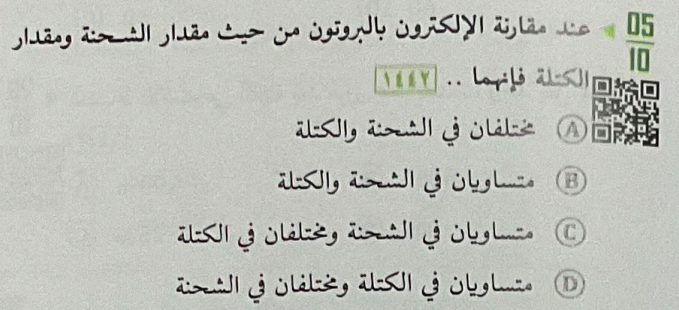 05
10
عند مقارنة الإلكترون بالبروتون من حيث مقدار الشحنة ومقدار
الكتلة فإنهما .. ١٤٤٢
A مختلفان في الشحنة والكتلة
B متساويان في الشحنة والكتلة
C متساويان في الشحنة ومختلفان في الكتلة
D متساويان في الكتلة ومختلفان في الشحنة